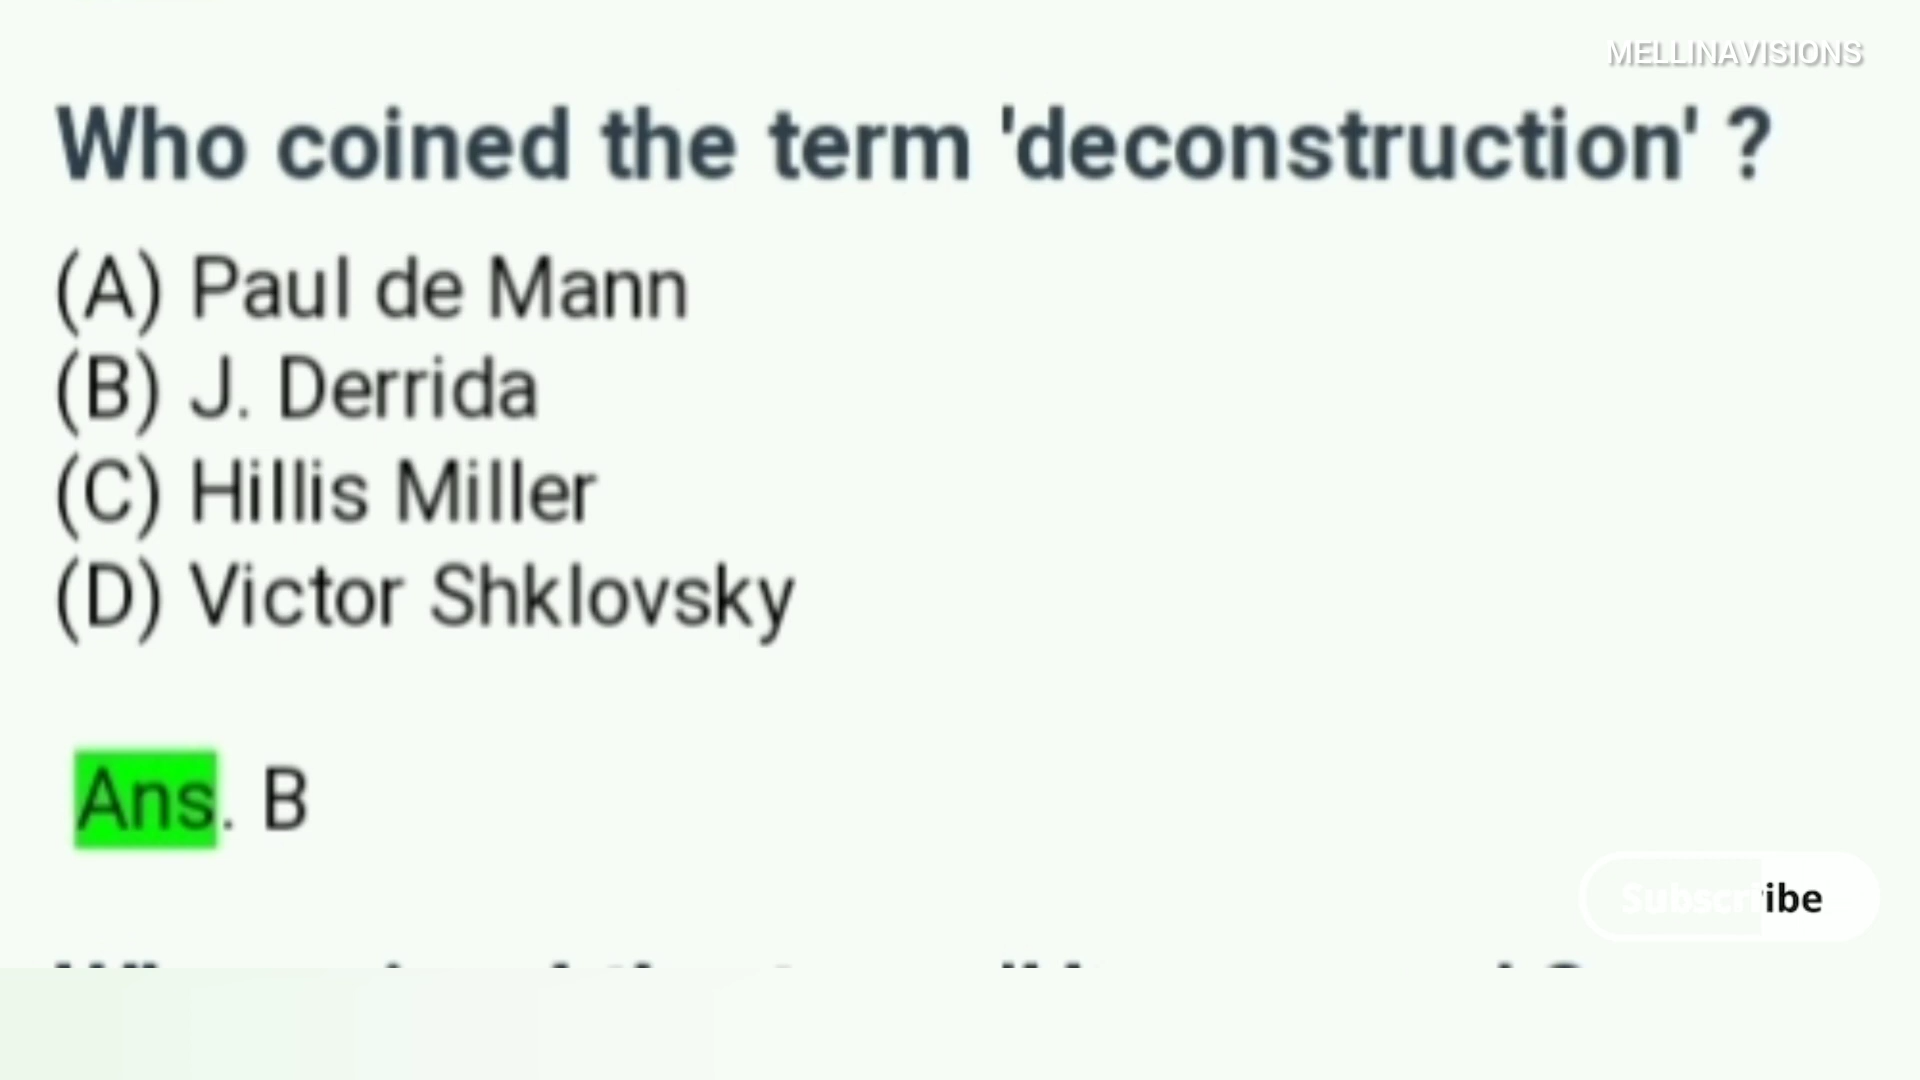 MELLINAVISIONS
Who coined the term 'deconstruction' ?
(A) Paul de Mann
(B) J. Derrida
(C) Hillis Miller
(D) Victor Shklovsky
Ans. B
Subscribe